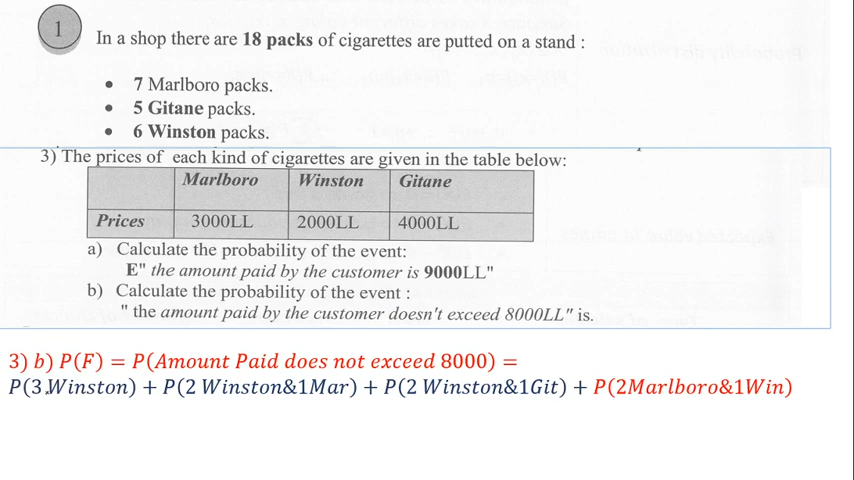 1
In a shop there are 18 packs of cigarettes are putted on a stand :
• 7 Marlboro packs.
• 5 Gitane packs.
• 6 Winston packs.
3) The prices of each kind of cigarettes are given in the table below:
Marlboro Winston Gitane
Prices 3000LL 2000LL 4000LL
a) Calculate the probability of the event:
E" the amount paid by the customer is 9000LL"
b) Calculate the probability of the event :
" the amount paid by the customer doesn't exceed 8000LL" is.
3) b) P(F) = P(Amount Paid does not exceed 8000) =
P(3 Winston) + P(2 Winston&1Mar) + P(2 Winston&1Git) + P(2Marlboro&1Win)